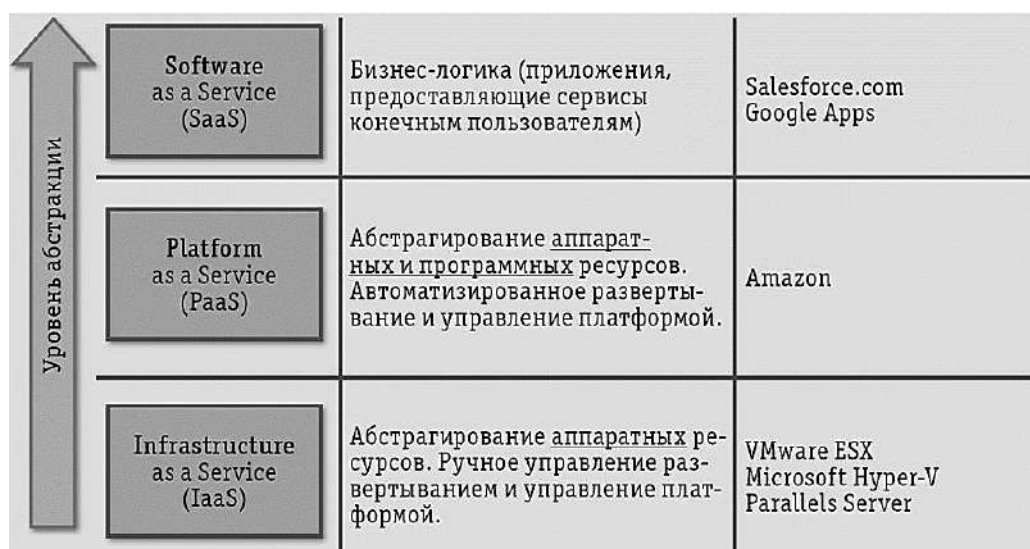 Уровень абстракции
Software
as a Service
(SaaS)
Бизнес-логика (приложения,
предоставляющие сервисы
конечным пользователям)
Salesforce.com
Google Apps
Platform
as a Service
(PaaS)
Абстрагирование аппарат-
ных и программных ресурсов.
Автоматизированное разверты-
вание и управление платформой.
Amazon
Infrastructure
as a Service
(IaaS)
Абстрагирование аппаратных ре-
сурсов. Ручное управление раз-
вертыванием и управление плат-
формой.
VMware ESX
Microsoft Hyper-V
Parallels Server